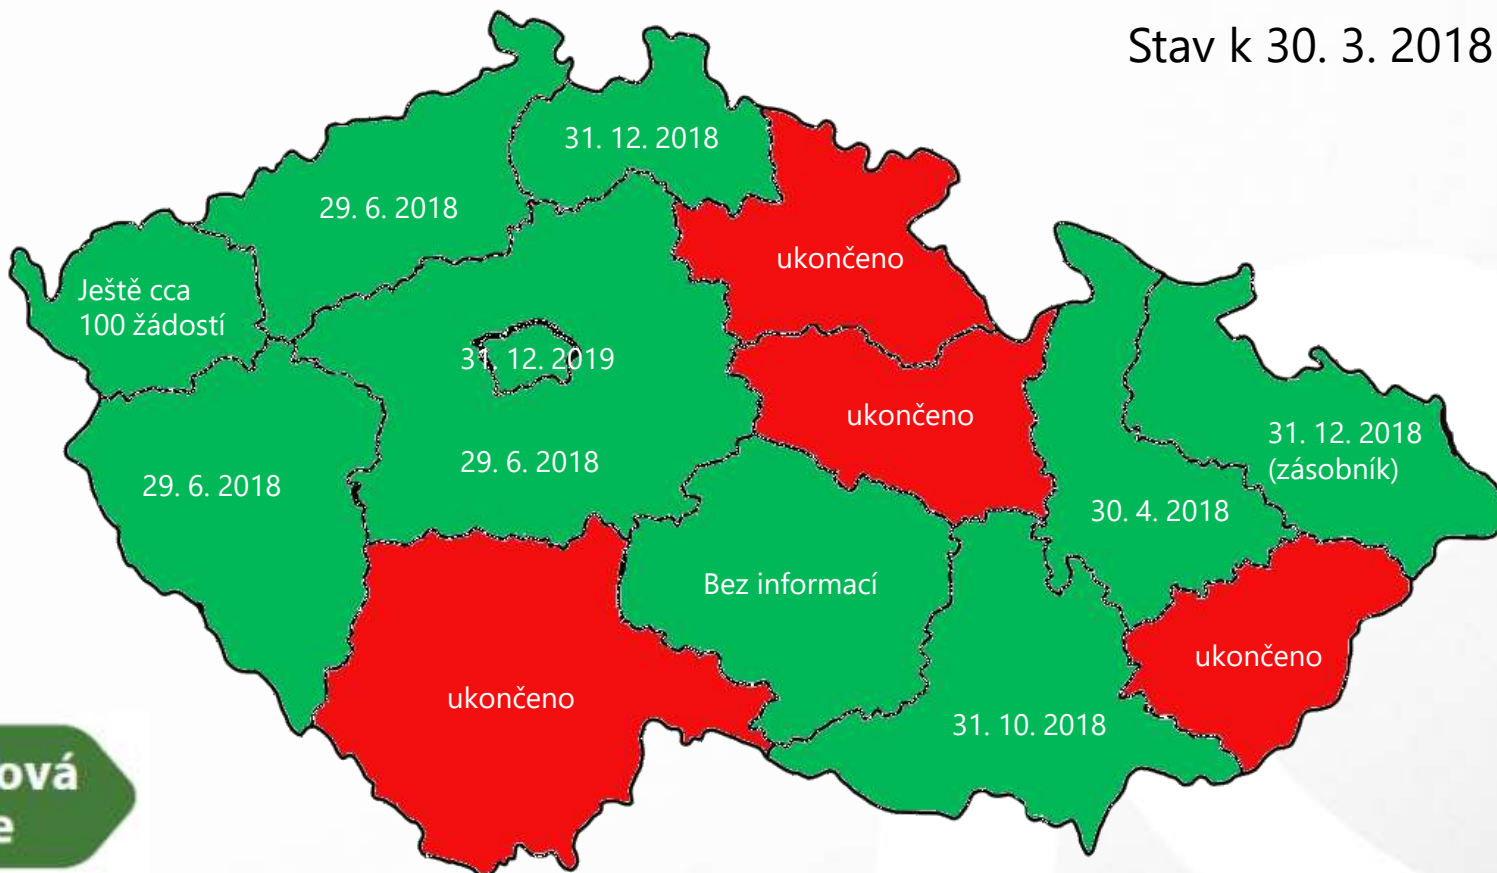 Stav k 30. 3. 2018
31. 12. 2018
29. 6. 2018
ukončeno
Ještě cca
100 žádostí
31. 12. 2019
ukončeno
31. 12. 2018
(zásobník)
29. 6. 2018
29. 6. 2018
30. 4. 2018
Bez informací
ukončeno
ukončeno
31. 10. 2018
ová
e